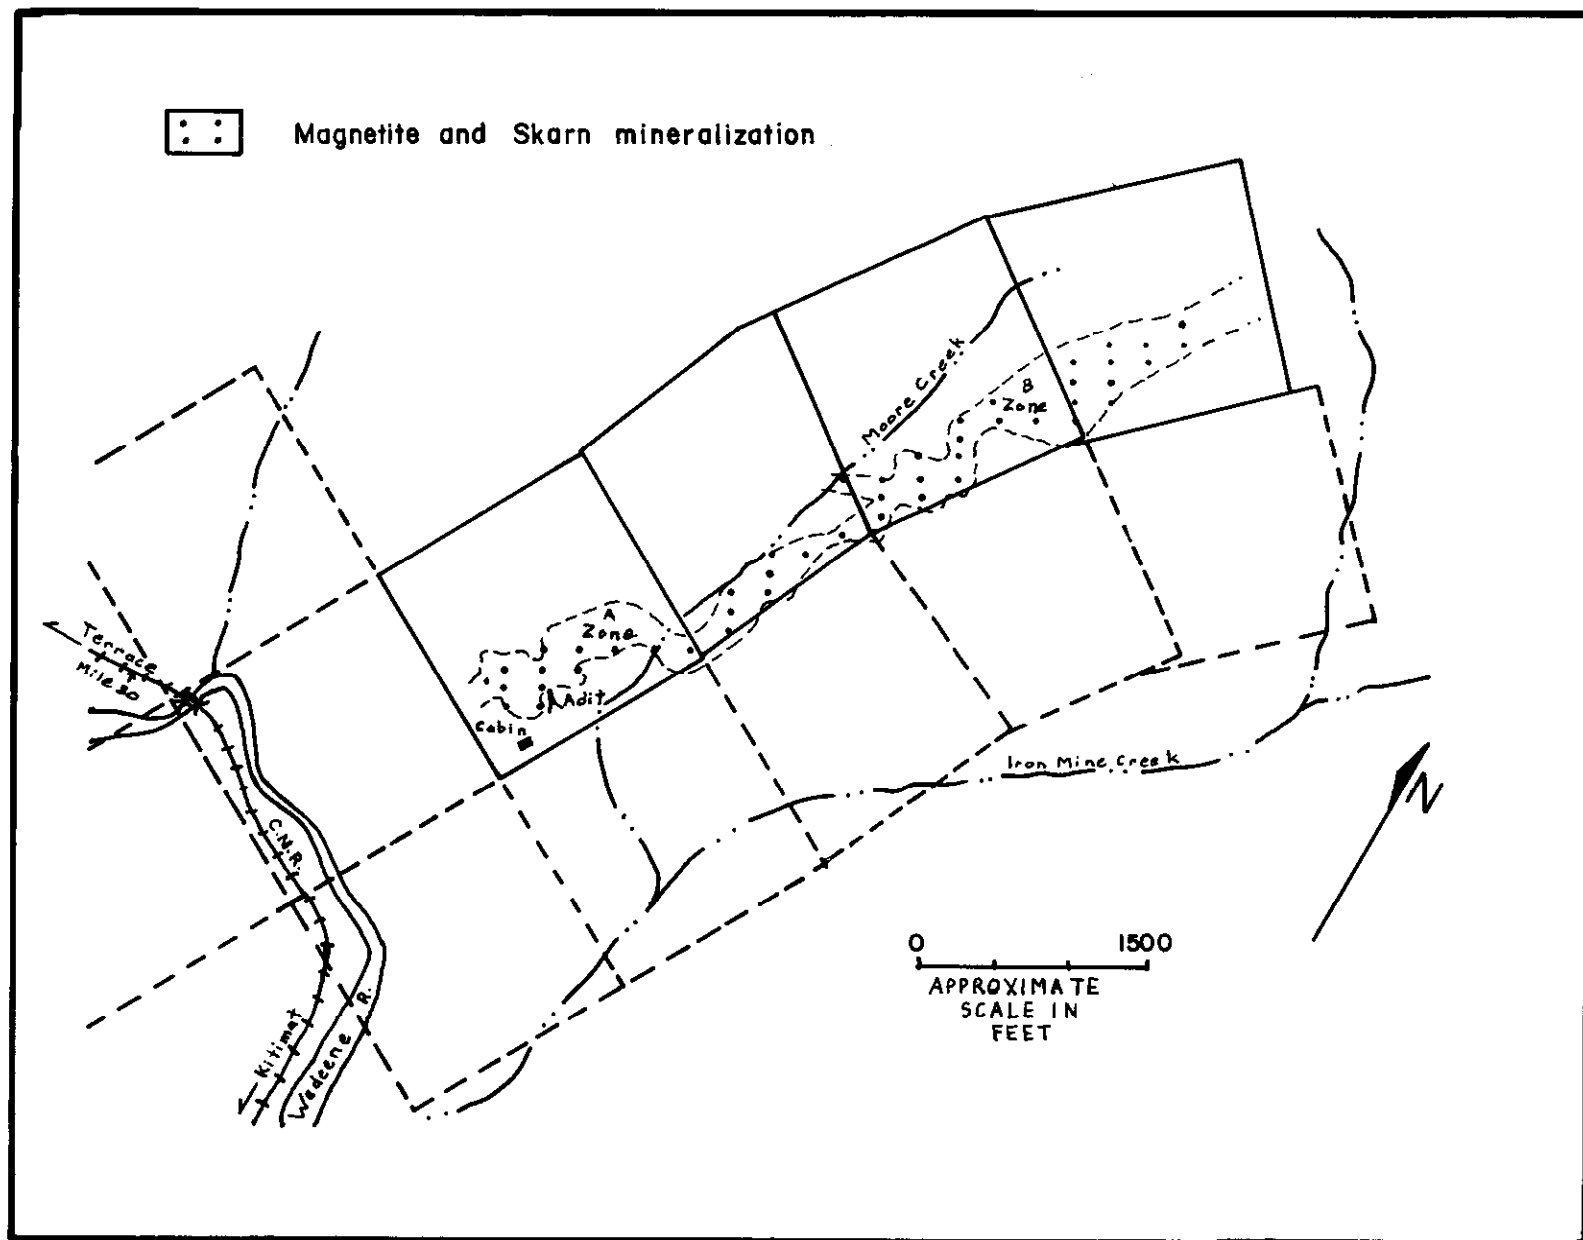 Magnetite and Skarn mineralization
Moore Creek
B
Zone
A
Zone
Adit
Cabin
Terrace
Mile 30
C.N.R.
Kitimat
Wadeene R.
Iron Mine Creek
N
0 1500
APPROXIMATE
SCALE IN
FEET